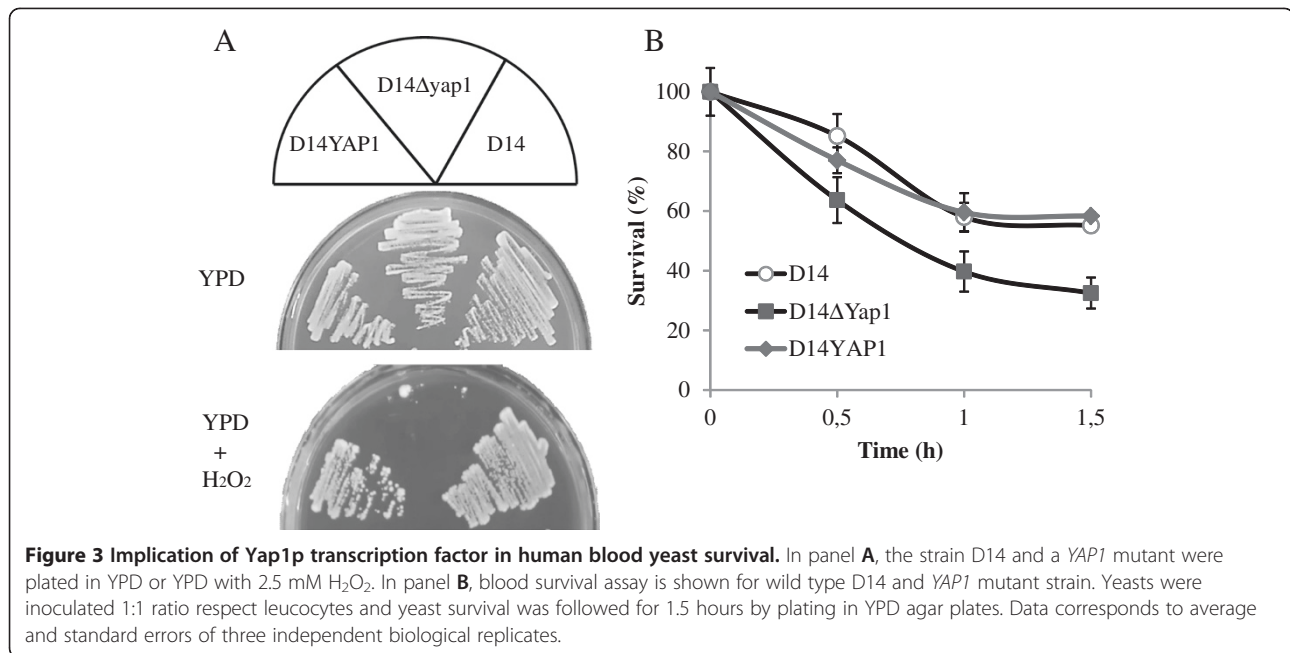 A
B
D14YAP1
D14Δyap1
D14
YPD
YPD
+
H₂O₂
Survival (%)
100
80
60
40
20
0
0
0,5
1
1,5
Time (h)
D14
D14ΔYap1
D14YAP1
Figure 3 Implication of Yap1p transcription factor in human blood yeast survival. In panel A, the strain D14 and a YAP1 mutant were
plated in YPD or YPD with 2.5 mM H₂O₂. In panel B, blood survival assay is shown for wild type D14 and YAP1 mutant strain. Yeasts were
inoculated 1:1 ratio respect leucocytes and yeast survival was followed for 1.5 hours by plating in YPD agar plates. Data corresponds to average
and standard errors of three independent biological replicates.